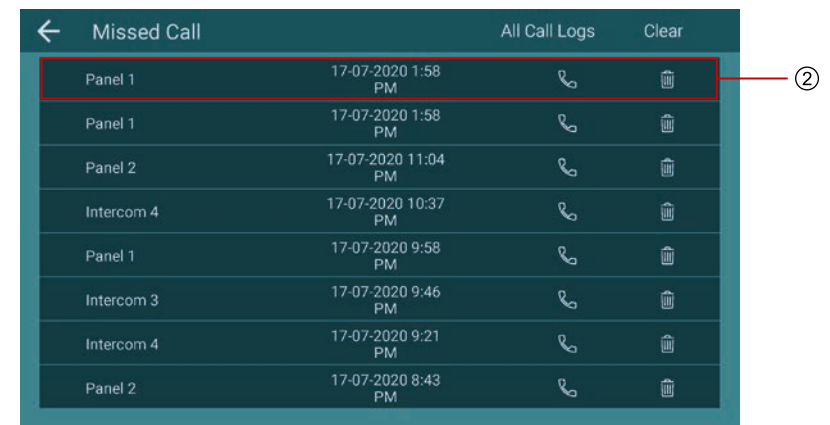 Missed Call All Call Logs Clear
Panel 1 17-07-2020 1:58 PM
②
Panel 1 17-07-2020 1:58 PM
Panel 2 17-07-2020 11:04 PM
Intercom 4 17-07-2020 10:37 PM
Panel 1 17-07-2020 9:58 PM
Intercom 3 17-07-2020 9:46 PM
Intercom 4 17-07-2020 9:21 PM
Panel 2 17-07-2020 8:43 PM